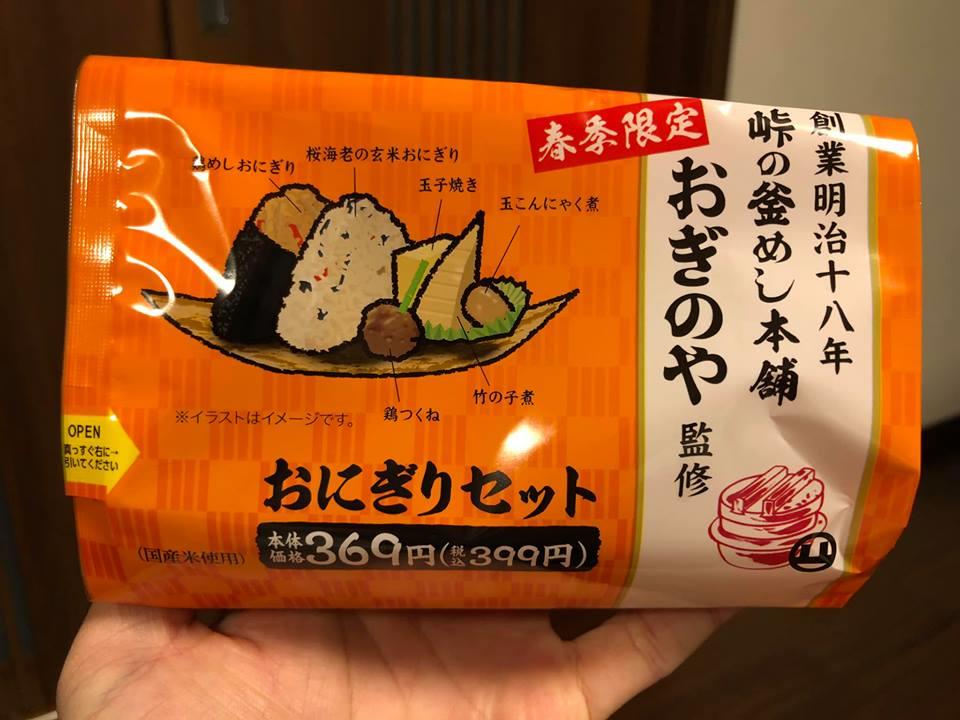 創業明治十八年
峠の釜めし本舗
おぎのや 監修
春季限定
鶏めしおにぎり
桜海老の玄米おにぎり
玉子焼き
玉こんにゃく煮
竹の子煮
鶏つくね
※イラストはイメージです。
OPEN
真っすぐ右に→
引いてください
おにぎりセット
本体価格369円(税込399円)
(国産米使用)